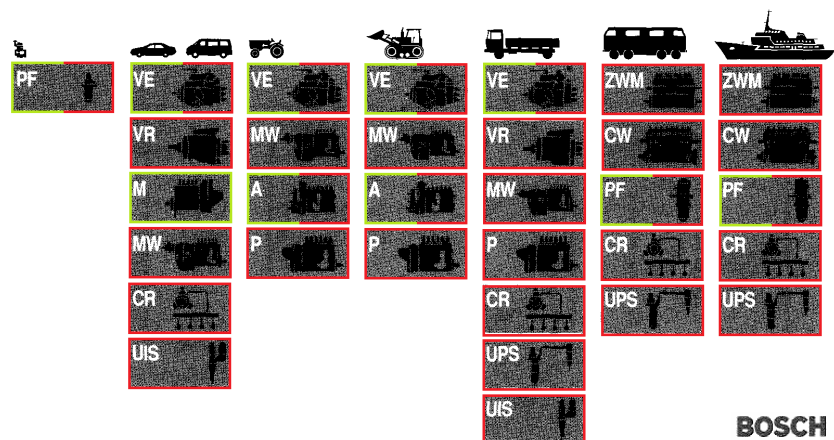 PF VE VE VE VE ZWM ZWM
VR MW MW VR CW CW
M A A MW PF PF
MW P P P CR CR
CR CR UPS UPS
UIS UPS
UIS
BOSCH